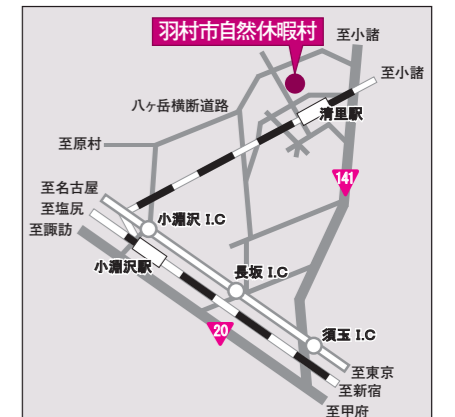 羽村市自然休暇村
至小諸
至小諸
八ヶ岳横断道路
清里駅
至原村
141
至名古屋
至塩尻
至諏訪
小淵沢 I.C
小淵沢駅
長坂 I.C
20
須玉 I.C
至東京
至新宿
至甲府